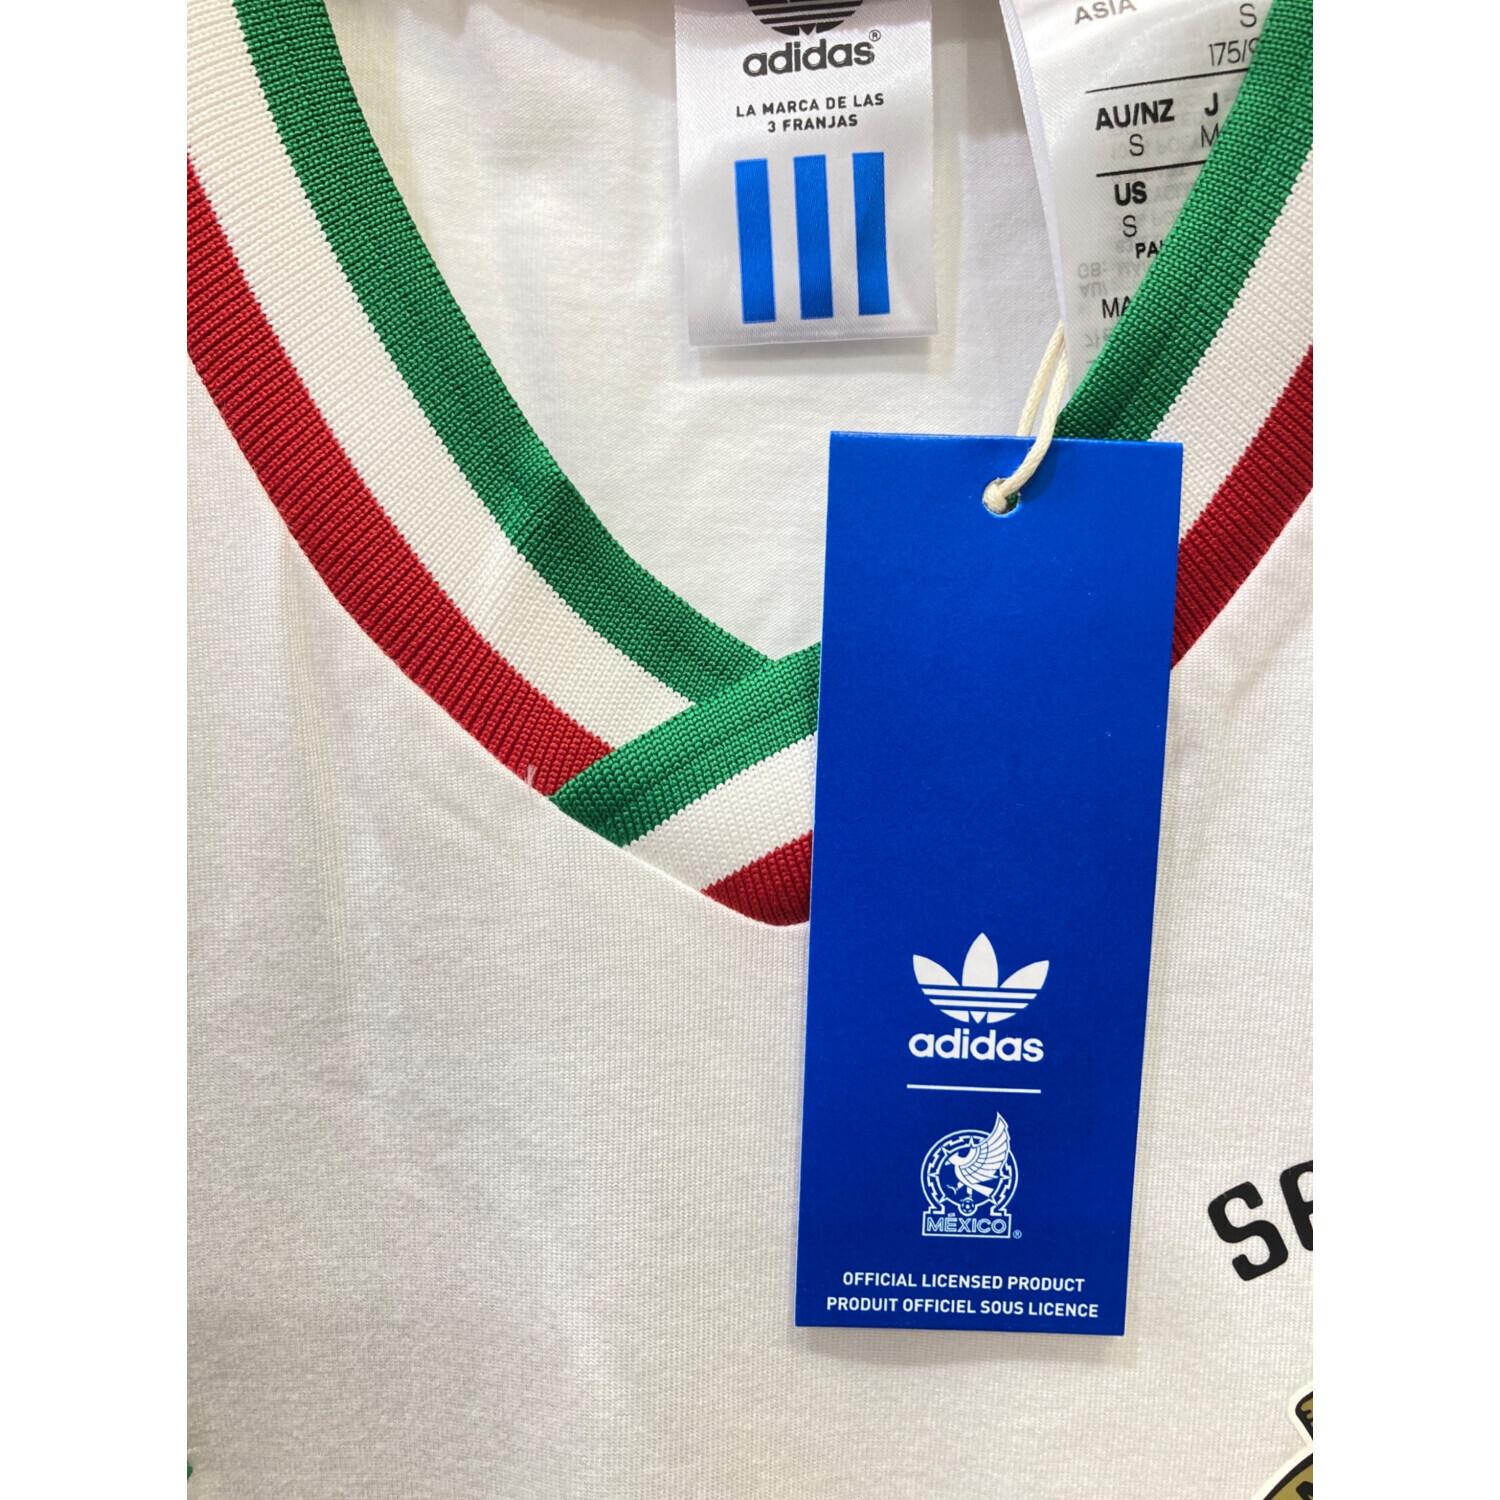 adidas®
LA MARCA DE LAS
3 FRANJAS
ASIA
S
AU/NZ J
S M
US
S
adidas
MÉXICO®
OFFICIAL LICENSED PRODUCT
PRODUIT OFFICIEL SOUS LICENCE